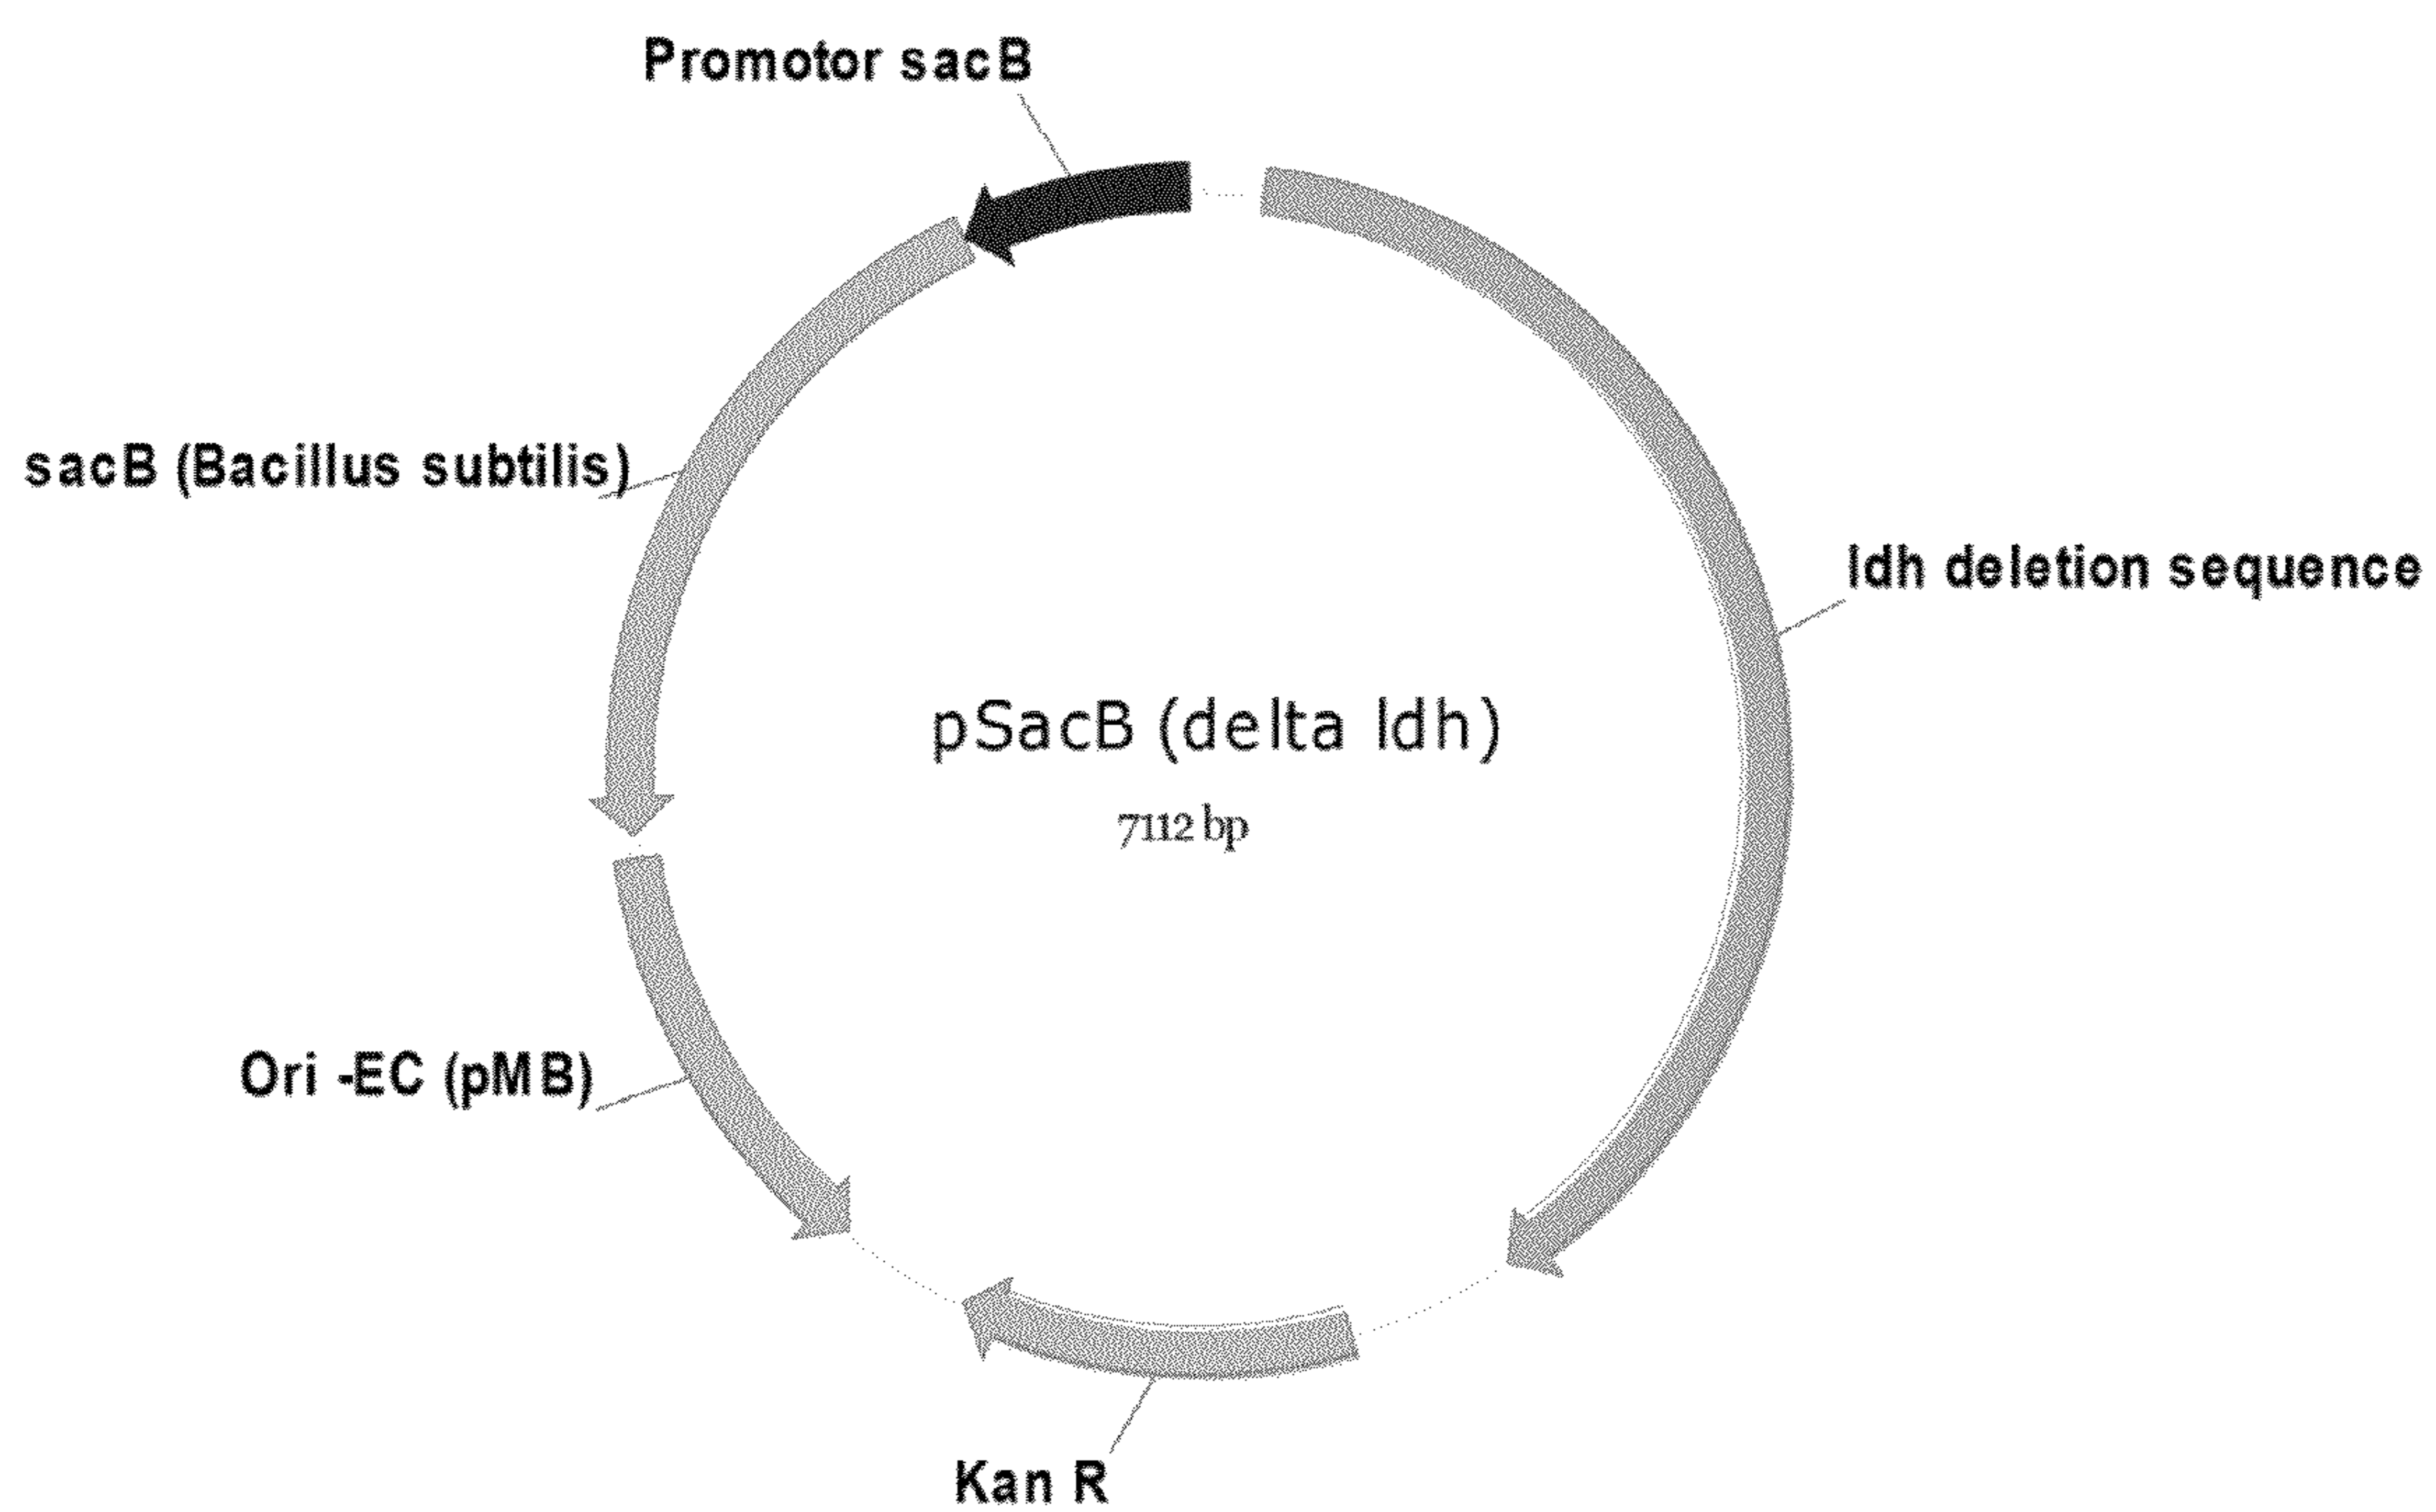 Promotor sacB
sacB (Bacillus subtilis)
ldh deletion sequence
pSacB (delta ldh)
7112 bp
Ori -EC (pMB)
Kan R